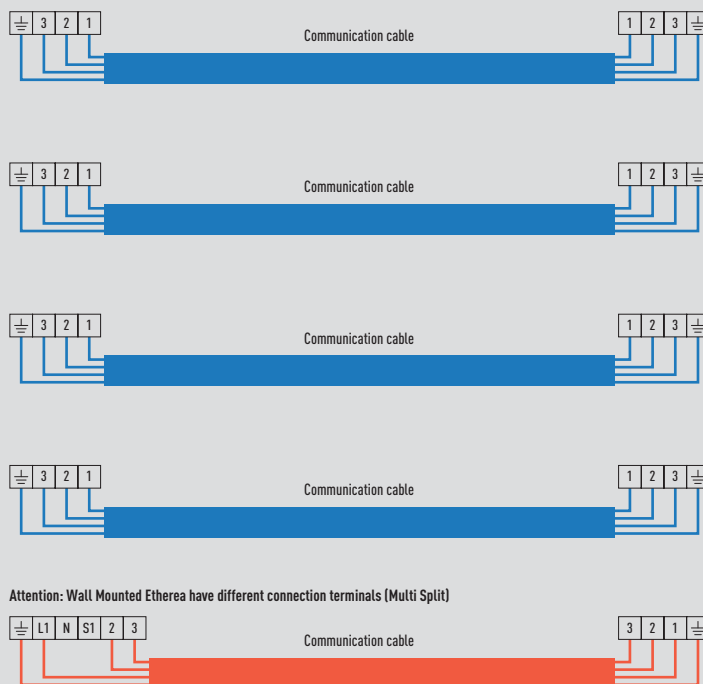 ⏚ 3 2 1 Communication cable 1 2 3 ⏚
⏚ 3 2 1 Communication cable 1 2 3 ⏚
⏚ 3 2 1 Communication cable 1 2 3 ⏚
⏚ 3 2 1 Communication cable 1 2 3 ⏚
Attention: Wall Mounted Etherea have different connection terminals (Multi Split)
⏚ L1 N S1 2 3 Communication cable 3 2 1 ⏚